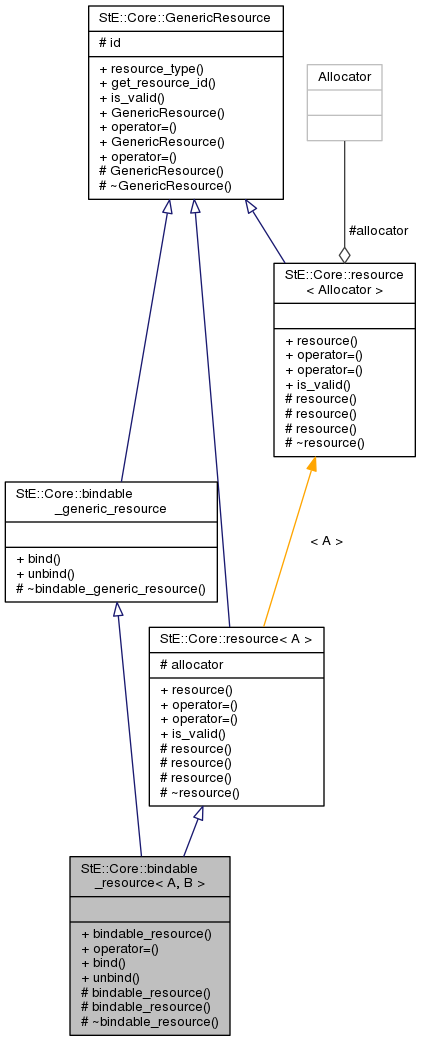 StE::Core::GenericResource
# id
+ resource_type()
+ get_resource_id()
+ is_valid()
+ GenericResource()
+ operator=()
+ GenericResource()
+ operator=()
# GenericResource()
# ~GenericResource()
Allocator
#allocator
StE::Core::resource
< Allocator >
+ resource()
+ operator=()
+ operator=()
+ is_valid()
# resource()
# resource()
# resource()
# ~resource()
StE::Core::bindable
_generic_resource
+ bind()
+ unbind()
# ~bindable_generic_resource()
< A >
StE::Core::resource< A >
# allocator
+ resource()
+ operator=()
+ operator=()
+ is_valid()
# resource()
# resource()
# resource()
# ~resource()
StE::Core::bindable
_resource< A, B >
+ bindable_resource()
+ operator=()
+ bind()
+ unbind()
# bindable_resource()
# bindable_resource()
# ~bindable_resource()